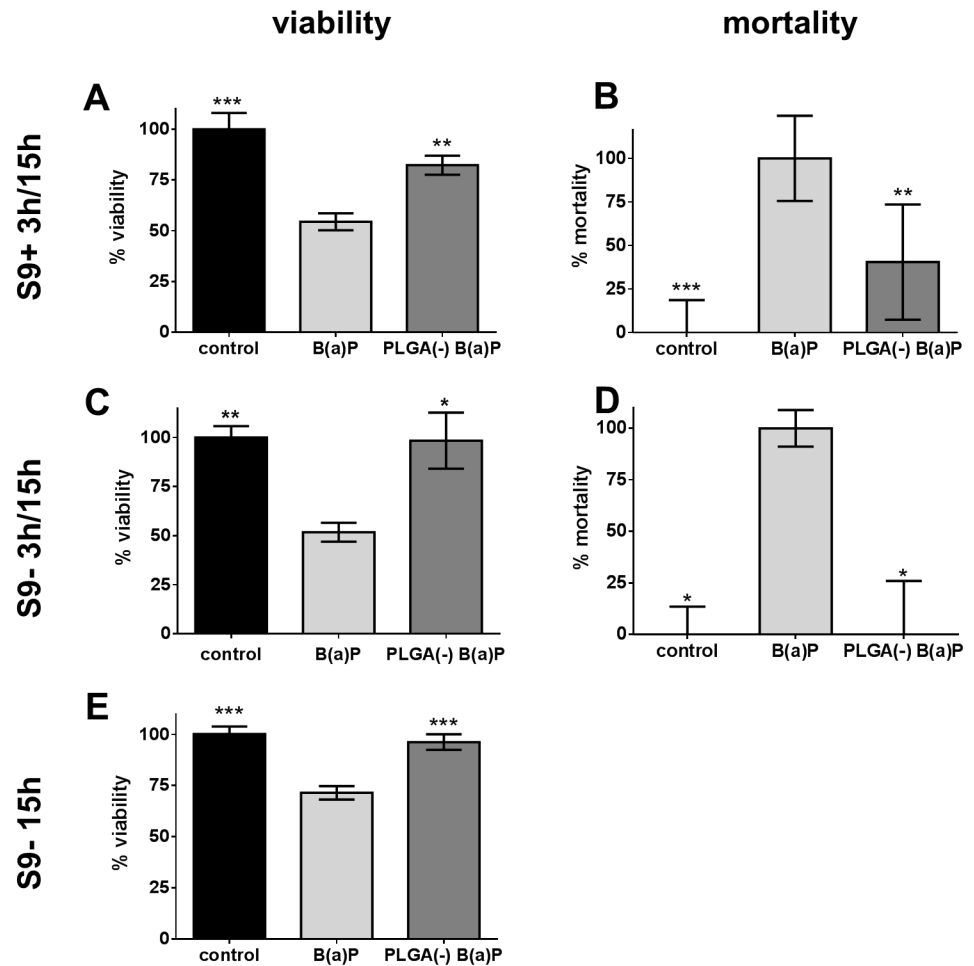 viability
mortality
S9+ 3h/15h
A
% viability
100
75
50
25
0
***
**
control
B(a)P
PLGA(-) B(a)P
B
% mortality
100
75
50
25
0
***
**
control
B(a)P
PLGA(-) B(a)P
S9- 3h/15h
C
% viability
100
75
50
25
0
**
*
control
B(a)P
PLGA(-) B(a)P
D
% mortality
100
75
50
25
0
*
*
control
B(a)P
PLGA(-) B(a)P
S9- 15h
E
% viability
100
75
50
25
0
***
***
control
B(a)P
PLGA(-) B(a)P